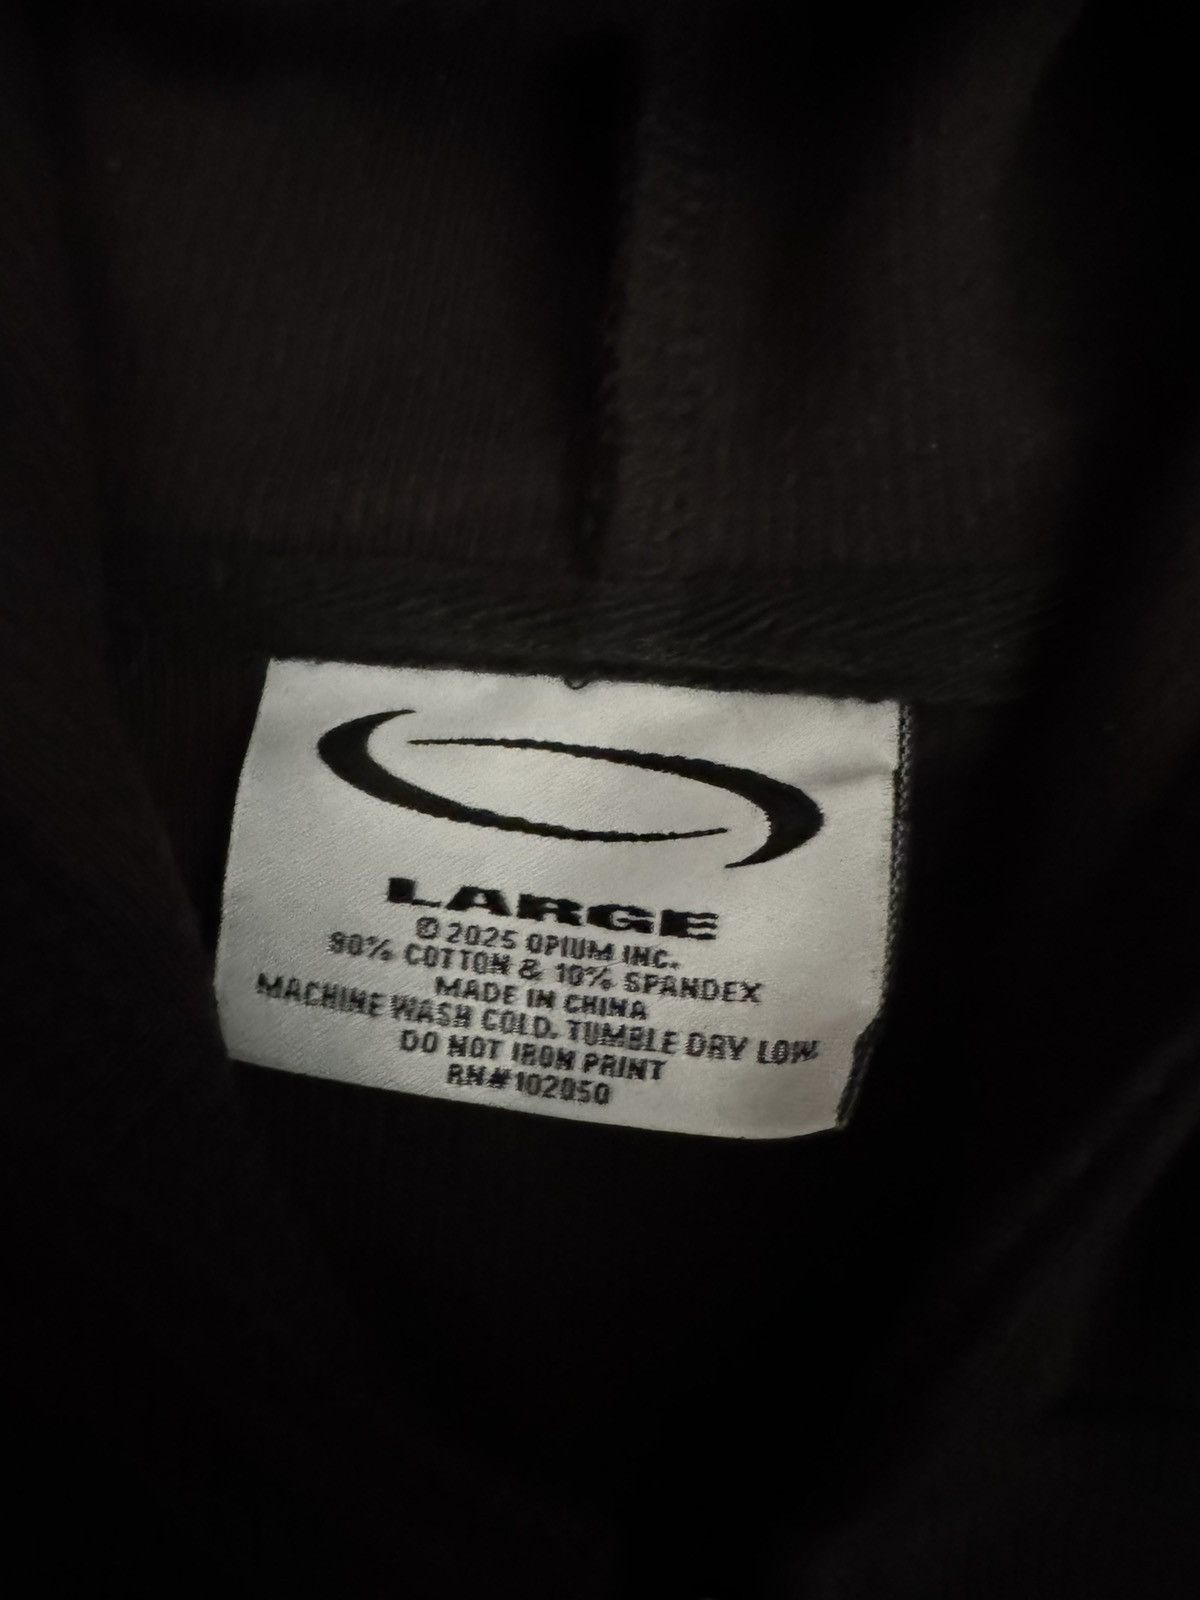 LARGE
© 2025 OPIUM INC.
90% COTTON & 10% SPANDEX
MADE IN CHINA
MACHINE WASH COLD. TUMBLE DRY LOW
DO NOT IRON PRINT
RN#102050